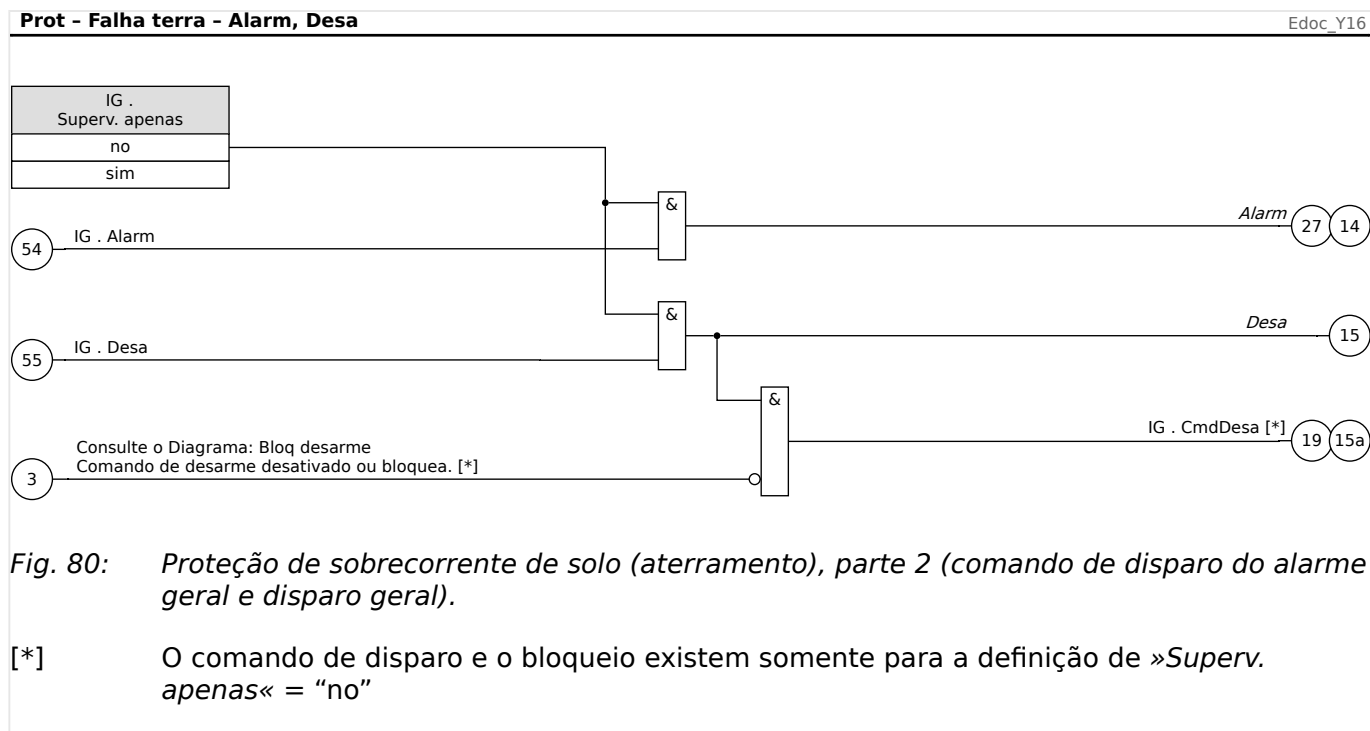 Prot – Falha terra – Alarm, Desa
Edoc_Y16
IG .
Superv. apenas
no
sim
&
Alarm
27 14
54
IG . Alarm
&
Desa
15
55
IG . Desa
&
IG . CmdDesa [*]
19 15a
Consulte o Diagrama: Bloq desarme
Comando de desarme desativado ou bloquea. [*]
3
Fig. 80: Proteção de sobrecorrente de solo (aterramento), parte 2 (comando de disparo do alarme
geral e disparo geral).
[*] O comando de disparo e o bloqueio existem somente para a definição de »Superv.
apenas« = “no”